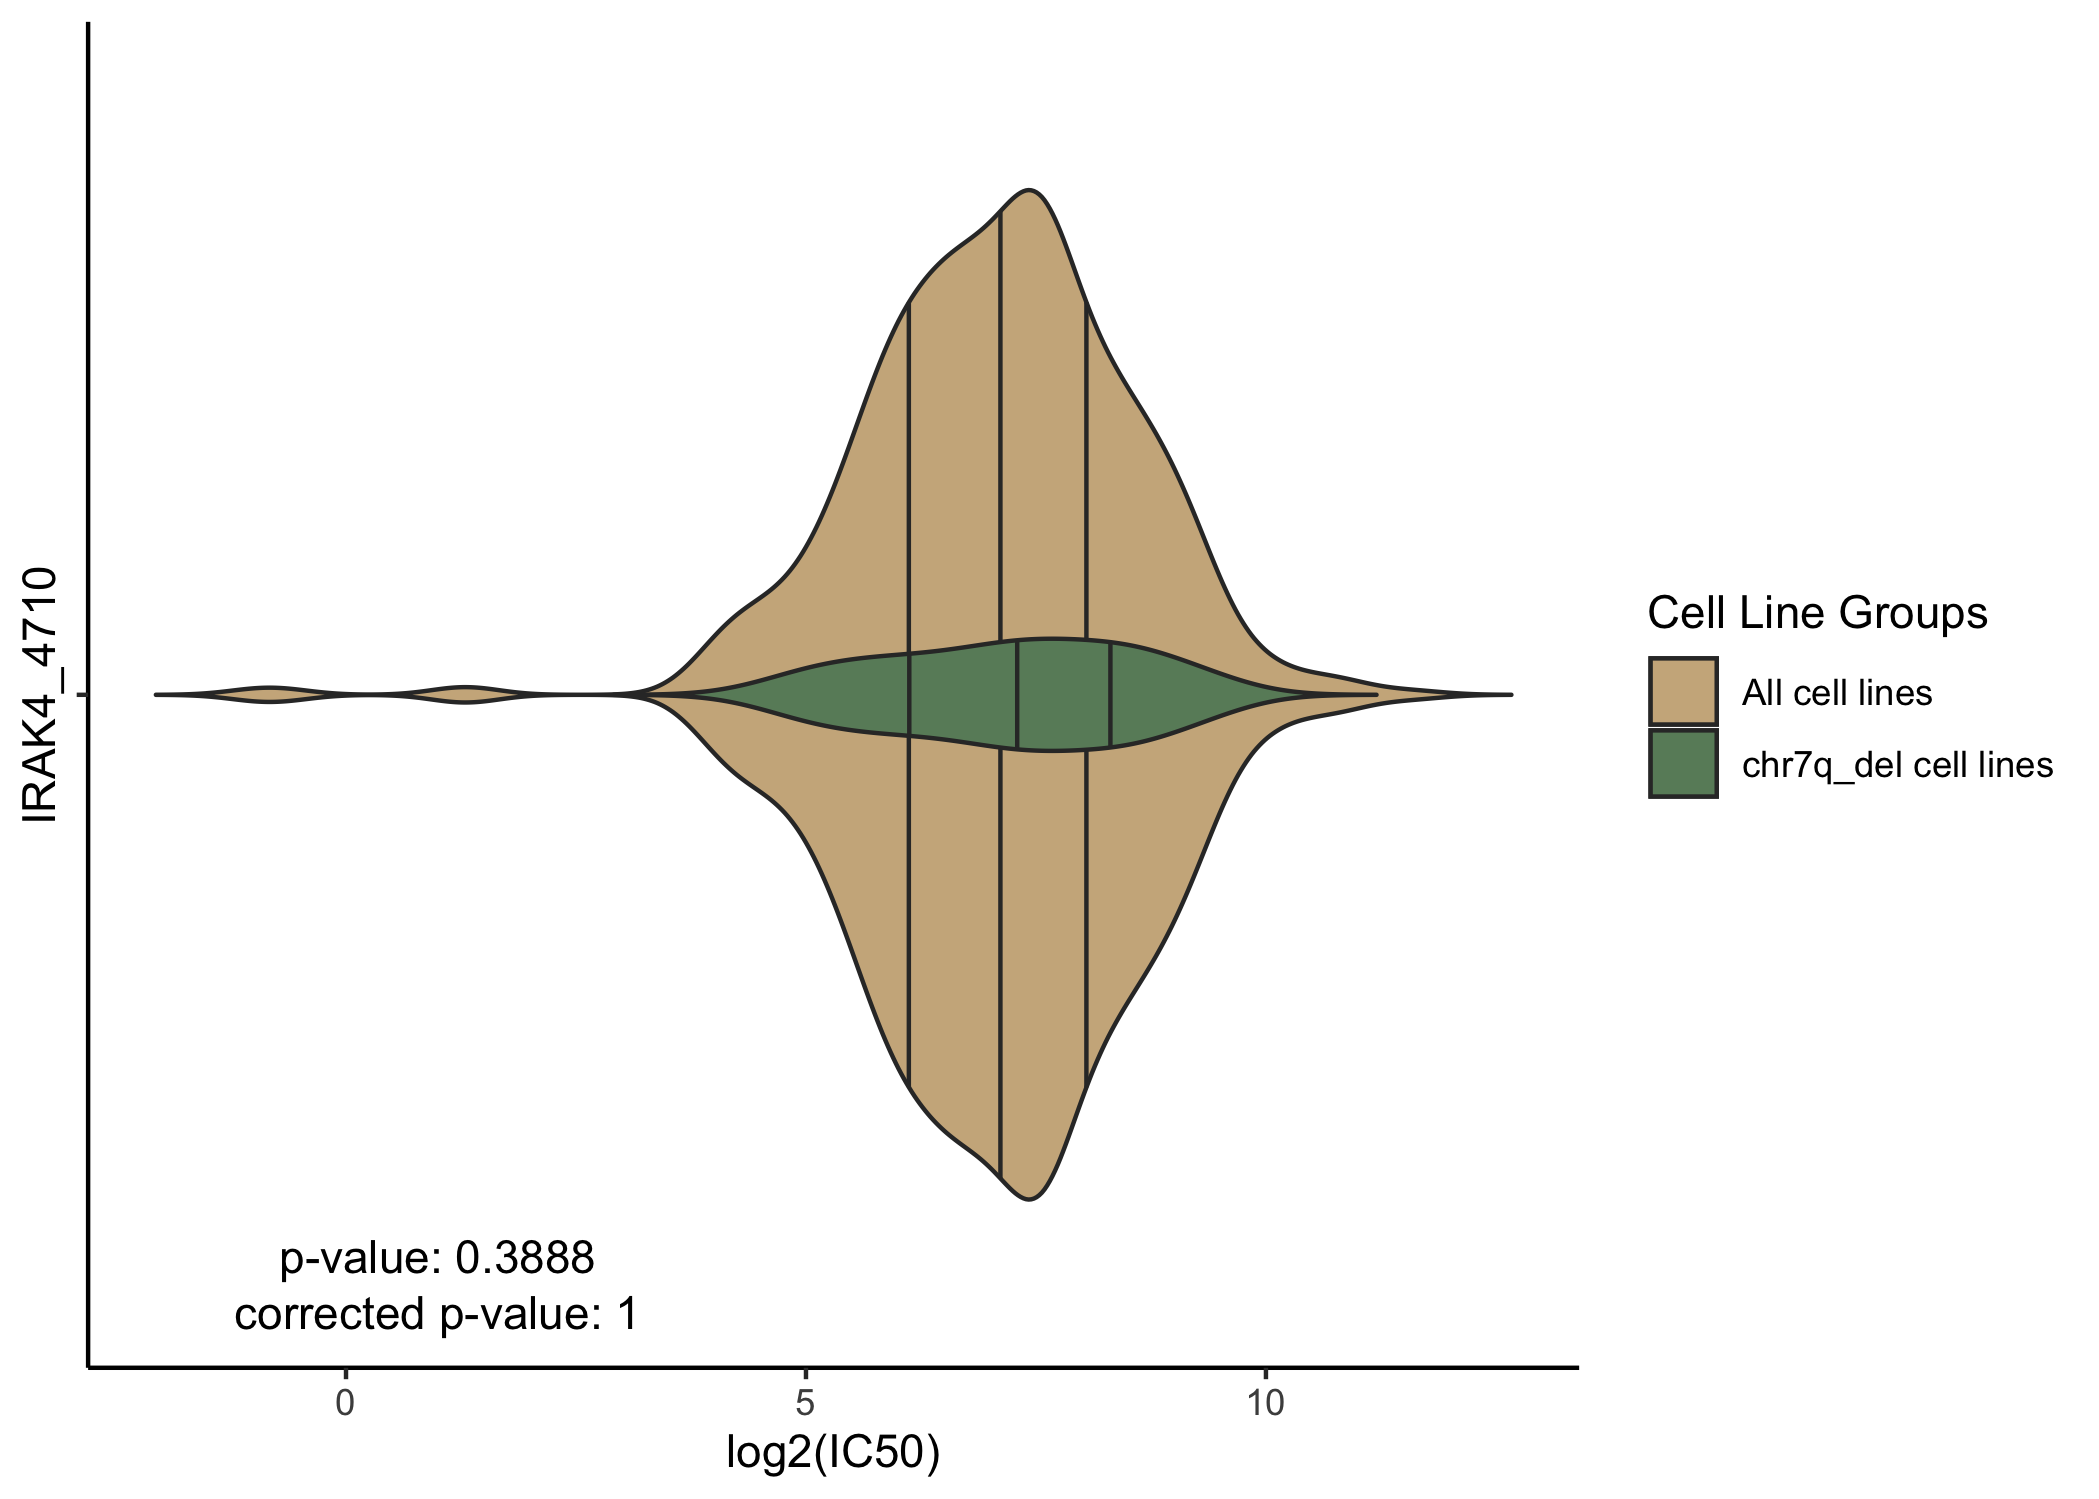 IRAK4_4710
Cell Line Groups
All cell lines
chr7q_del cell lines
p-value: 0.3888
corrected p-value: 1
0 5 10
log2(IC50)